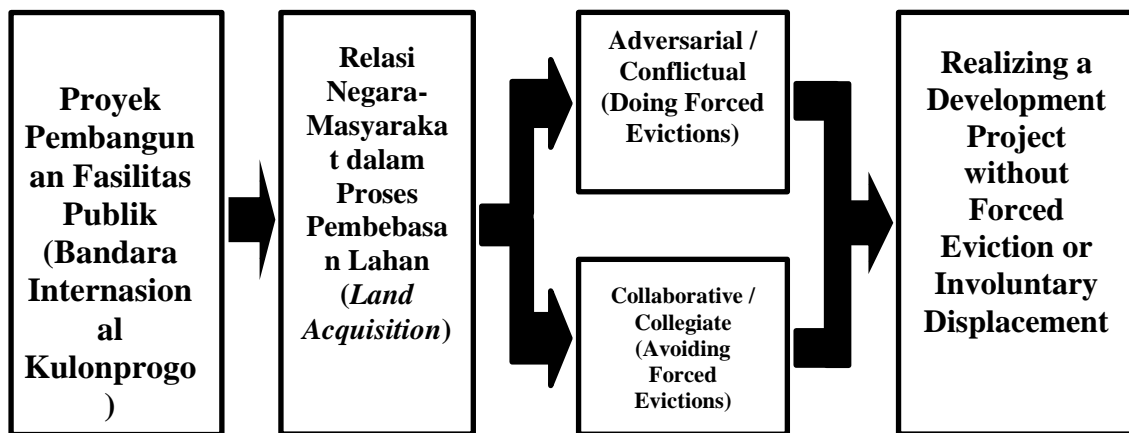 Proyek
Pembangun
an Fasilitas
Publik
(Bandara
Internasion
al
Kulonprogo
)
Relasi
Negara-
Masyaraka
t dalam
Proses
Pembebasa
n Lahan
(Land
Acquisition)
Adversarial /
Conflictual
(Doing Forced
Evictions)
Collaborative /
Collegiate
(Avoiding
Forced
Evictions)
Realizing a
Development
Project
without
Forced
Eviction or
Involuntary
Displacement